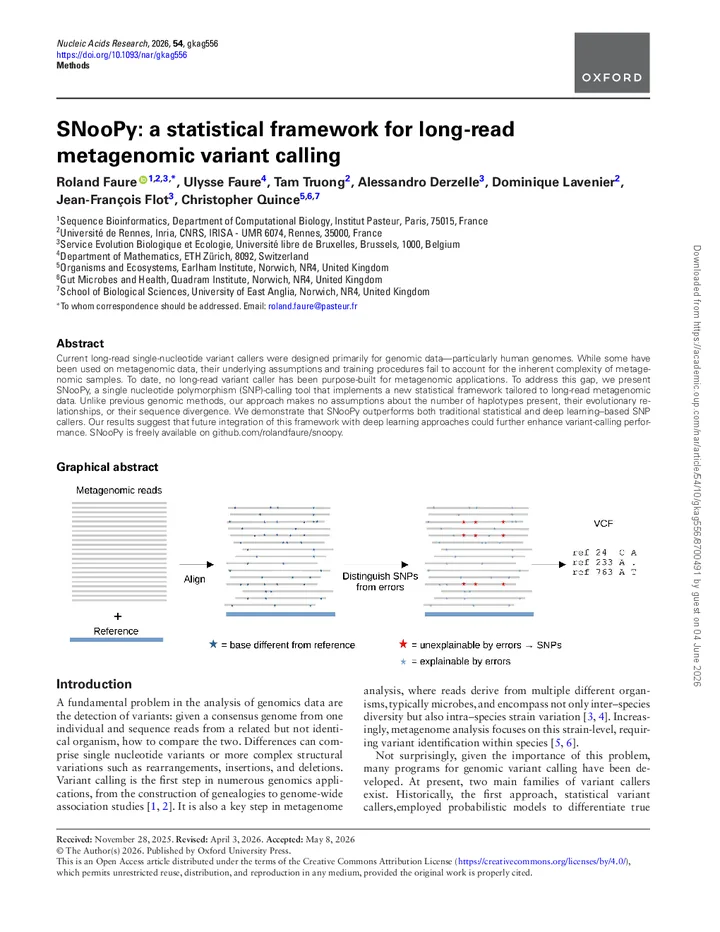 Nucleic Acids Research, 2026, 54, gkag556
https://doi.org/10.1093/nar/gkag556
Methods
OXFORD
SNooPy: a statistical framework for long-read
metagenomic variant calling
Roland Faure 1,2,3,*, Ulysse Faure4, Tam Truong2, Alessandro Derzelle3, Dominique Lavenier2,
Jean-François Flot3, Christopher Quince5,6,7
1Sequence Bioinformatics, Department of Computational Biology, Institut Pasteur, Paris, 75015, France
2Université de Rennes, Inria, CNRS, IRISA - UMR 6074, Rennes, 35000, France
3Service Evolution Biologique et Ecologie, Université libre de Bruxelles, Brussels, 1000, Belgium
4Department of Mathematics, ETH Zürich, 8092, Switzerland
5Organisms and Ecosystems, Earlham Institute, Norwich, NR4, United Kingdom
6Gut Microbes and Health, Quadram Institute, Norwich, NR4, United Kingdom
7School of Biological Sciences, University of East Anglia, Norwich, NR4, United Kingdom
*To whom correspondence should be addressed. Email: roland.faure@pasteur.fr
Abstract
Current long-read single-nucleotide variant callers were designed primarily for genomic data—particularly human genomes. While some have
been used on metagenomic data, their underlying assumptions and training procedures fail to account for the inherent complexity of metage-
nomic samples. To date, no long-read variant caller has been purpose-built for metagenomic applications. To address this gap, we present
SNooPy, a single nucleotide polymorphism (SNP)-calling tool that implements a new statistical framework tailored to long-read metagenomic
data. Unlike previous genomic methods, our approach makes no assumptions about the number of haplotypes present, their evolutionary re-
lationships, or their sequence divergence. We demonstrate that SNooPy outperforms both traditional statistical and deep learning–based SNP
callers. Our results suggest that future integration of this framework with deep learning approaches could further enhance variant-calling perfor-
mance. SNooPy is freely available on github.com/rolandfaure/snoopy.
Graphical abstract
Metagenomic reads
+
Reference
Align
Distinguish SNPs
from errors
VCF
ref 24 C A
ref 233 A .
ref 763 A T
★ = base different from reference
★ = unexplainable by errors → SNPs
★ = explainable by errors
Introduction
A fundamental problem in the analysis of genomics data are
the detection of variants: given a consensus genome from one
individual and sequence reads from a related but not identi-
cal organism, how to compare the two. Differences can com-
prise single nucleotide variants or more complex structural
variations such as rearrangements, insertions, and deletions.
Variant calling is the first step in numerous genomics appli-
cations, from the construction of genealogies to genome-wide
association studies [1, 2]. It is also a key step in metagenome
analysis, where reads derive from multiple different organ-
isms, typically microbes, and encompass not only inter–species
diversity but also intra–species strain variation [3, 4]. Increas-
ingly, metagenome analysis focuses on this strain-level, requir-
ing variant identification within species [5, 6].
Not surprisingly, given the importance of this problem,
many programs for genomic variant calling have been de-
veloped. At present, two main families of variant callers
exist. Historically, the first approach, statistical variant
callers,employed probabilistic models to differentiate true
Received: November 28, 2025. Revised: April 3, 2026. Accepted: May 8, 2026
© The Author(s) 2026. Published by Oxford University Press.
This is an Open Access article distributed under the terms of the Creative Commons Attribution License (https://creativecommons.org/licenses/by/4.0/),
which permits unrestricted reuse, distribution, and reproduction in any medium, provided the original work is properly cited.
Downloaded from https://academic.oup.com/nar/article/54/10/gkag556/8700491 by guest on 04 June 2026